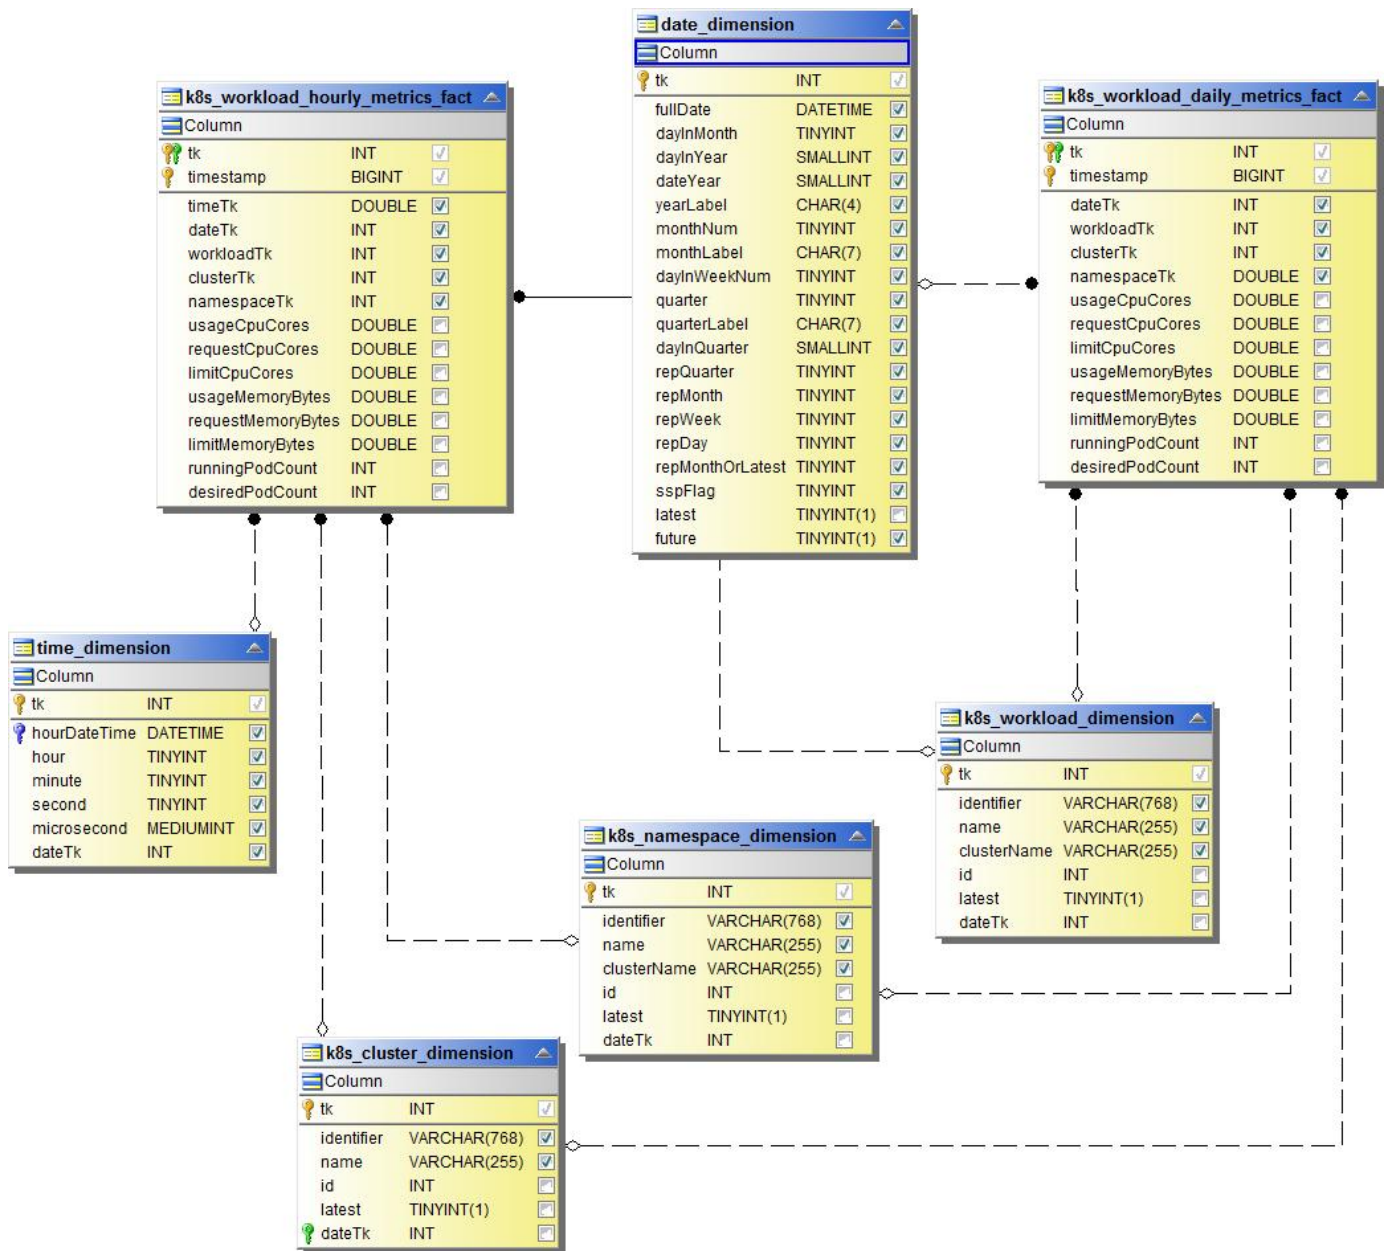 date_dimension
Column
tk INT
fullDate DATETIME
dayInMonth TINYINT
dayInYear SMALLINT
dateYear SMALLINT
yearLabel CHAR(4)
monthNum TINYINT
monthLabel CHAR(7)
dayInWeekNum TINYINT
quarter TINYINT
quarterLabel CHAR(7)
dayInQuarter SMALLINT
repQuarter TINYINT
repMonth TINYINT
repWeek TINYINT
repDay TINYINT
repMonthOrLatest TINYINT
sspFlag TINYINT
latest TINYINT(1)
future TINYINT(1)
k8s_workload_hourly_metrics_fact
Column
tk INT
timestamp BIGINT
timeTk DOUBLE
dateTk INT
workloadTk INT
clusterTk INT
namespaceTk INT
usageCpuCores DOUBLE
requestCpuCores DOUBLE
limitCpuCores DOUBLE
usageMemoryBytes DOUBLE
requestMemoryBytes DOUBLE
limitMemoryBytes DOUBLE
runningPodCount INT
desiredPodCount INT
k8s_workload_daily_metrics_fact
Column
tk INT
timestamp BIGINT
dateTk INT
workloadTk INT
clusterTk INT
namespaceTk DOUBLE
usageCpuCores DOUBLE
requestCpuCores DOUBLE
limitCpuCores DOUBLE
usageMemoryBytes DOUBLE
requestMemoryBytes DOUBLE
limitMemoryBytes DOUBLE
runningPodCount INT
desiredPodCount INT
time_dimension
Column
tk INT
hourDateTime DATETIME
hour TINYINT
minute TINYINT
second TINYINT
microsecond MEDIUMINT
dateTk INT
k8s_workload_dimension
Column
tk INT
identifier VARCHAR(768)
name VARCHAR(255)
clusterName VARCHAR(255)
id INT
latest TINYINT(1)
dateTk INT
k8s_namespace_dimension
Column
tk INT
identifier VARCHAR(768)
name VARCHAR(255)
clusterName VARCHAR(255)
id INT
latest TINYINT(1)
dateTk INT
k8s_cluster_dimension
Column
tk INT
identifier VARCHAR(768)
name VARCHAR(255)
id INT
latest TINYINT(1)
dateTk INT